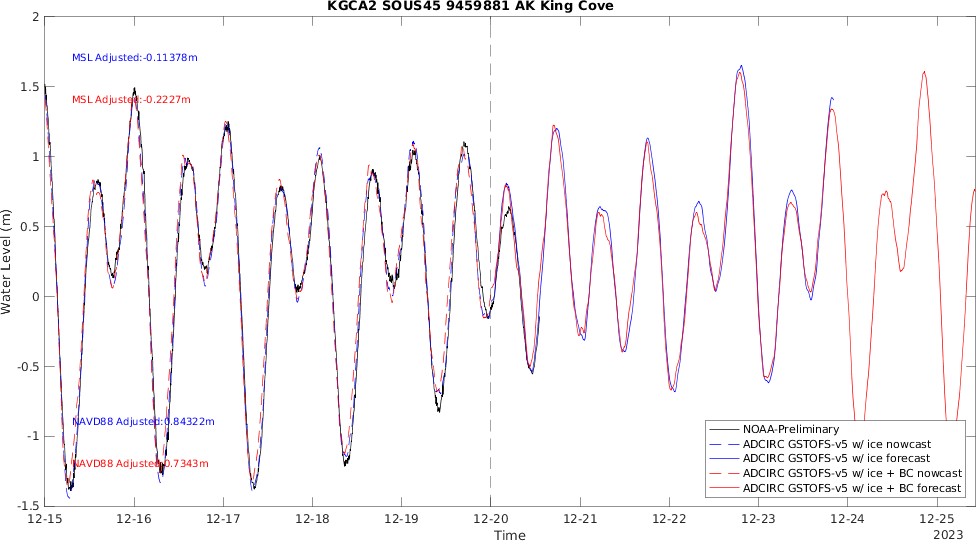 KGCA2 SOUS45 9459881 AK King Cove
2
1.5
1
0.5
0
-0.5
-1
-1.5
Water Level (m)
MSL Adjusted:-0.11378m
MSL Adjusted:-0.2227m
NAVD88 Adjusted:0.84322m
NAVD88 Adjusted:0.7343m
NOAA-Preliminary
ADCIRC GSTOFS-v5 w/ ice nowcast
ADCIRC GSTOFS-v5 w/ ice forecast
ADCIRC GSTOFS-v5 w/ ice + BC nowcast
ADCIRC GSTOFS-v5 w/ ice + BC forecast
12-15 12-16 12-17 12-18 12-19 12-20 12-21 12-22 12-23 12-24 12-25
Time
2023